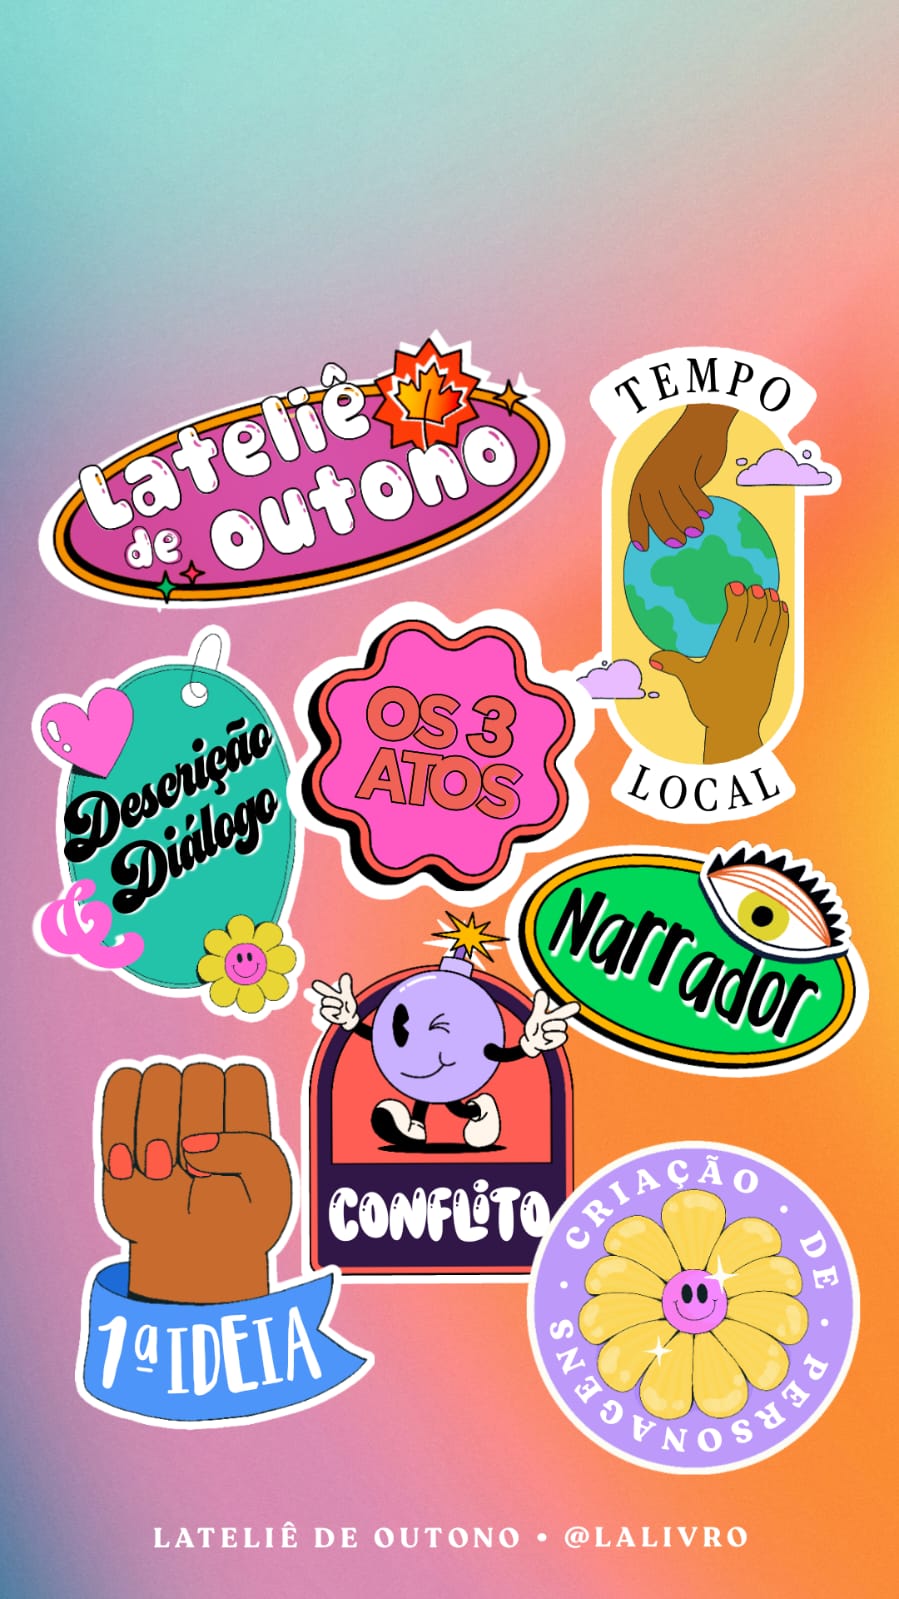 Lateliê
de outono
TEMPO
LOCAL
Descrição
Diálogo
&
OS 3
ATOS
Narrador
CONFLITO
1ª IDEIA
CRIAÇÃO · DE · PERSONAGENS ·
LATELIÊ DE OUTONO • @LALIVRO